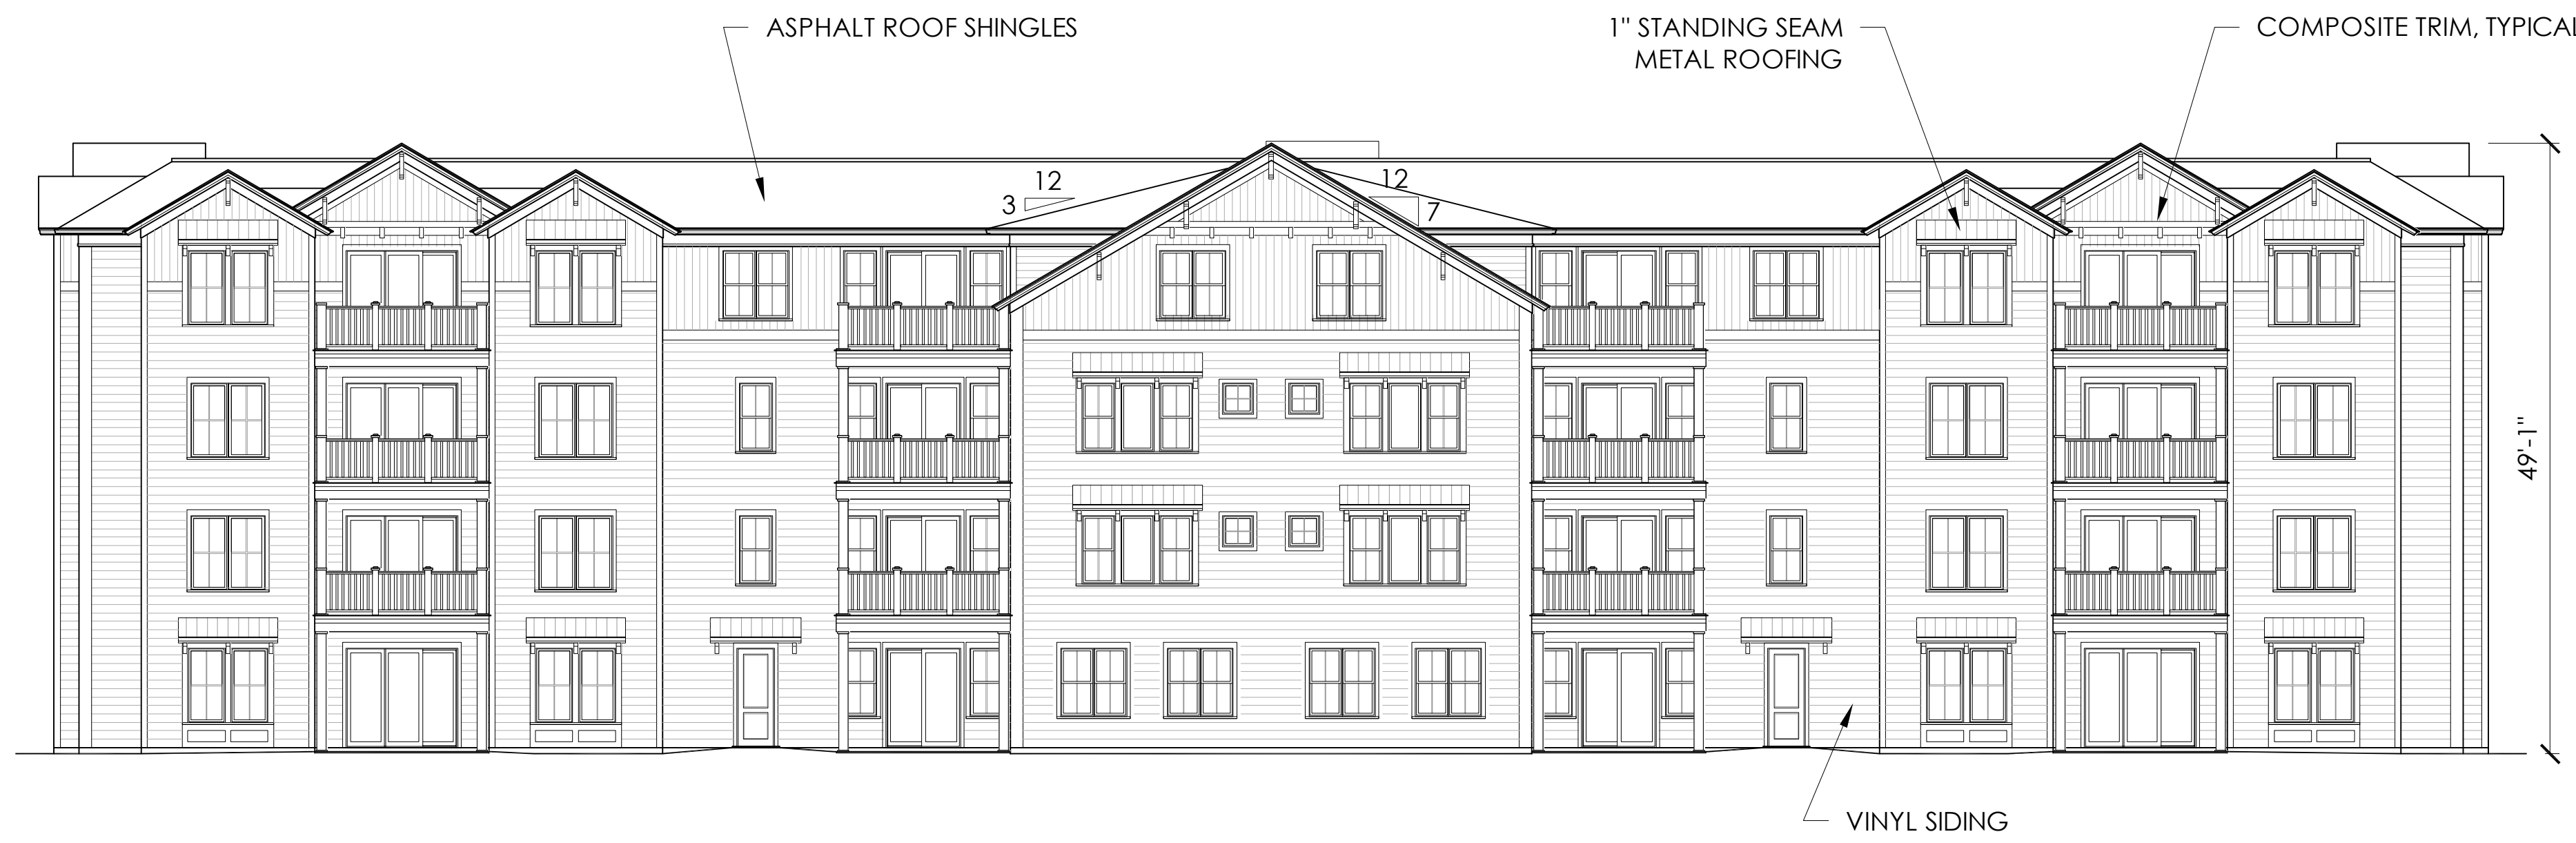 ASPHALT ROOF SHINGLES
1" STANDING SEAM
METAL ROOFING
COMPOSITE TRIM, TYPICAL
12
3
12
7
49'-1"
VINYL SIDING